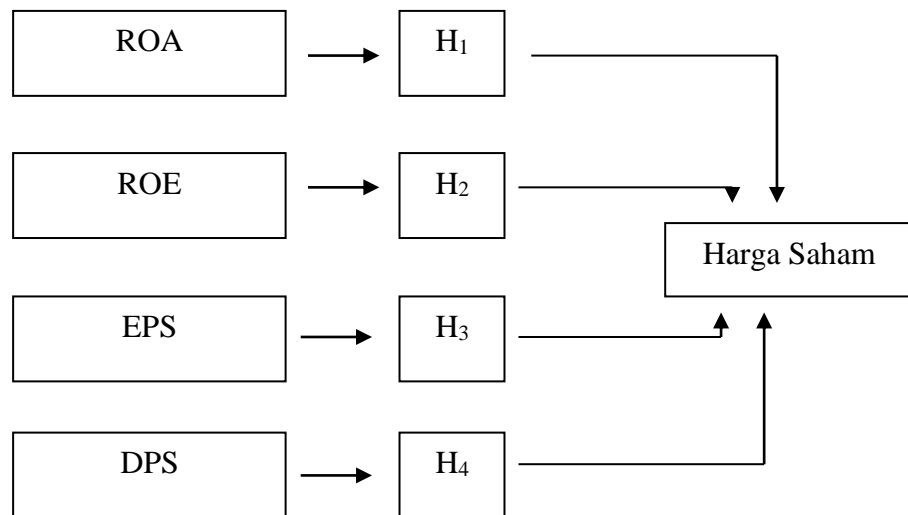 ROA
H₁
ROE
H₂
Harga Saham
EPS
H₃
DPS
H₄